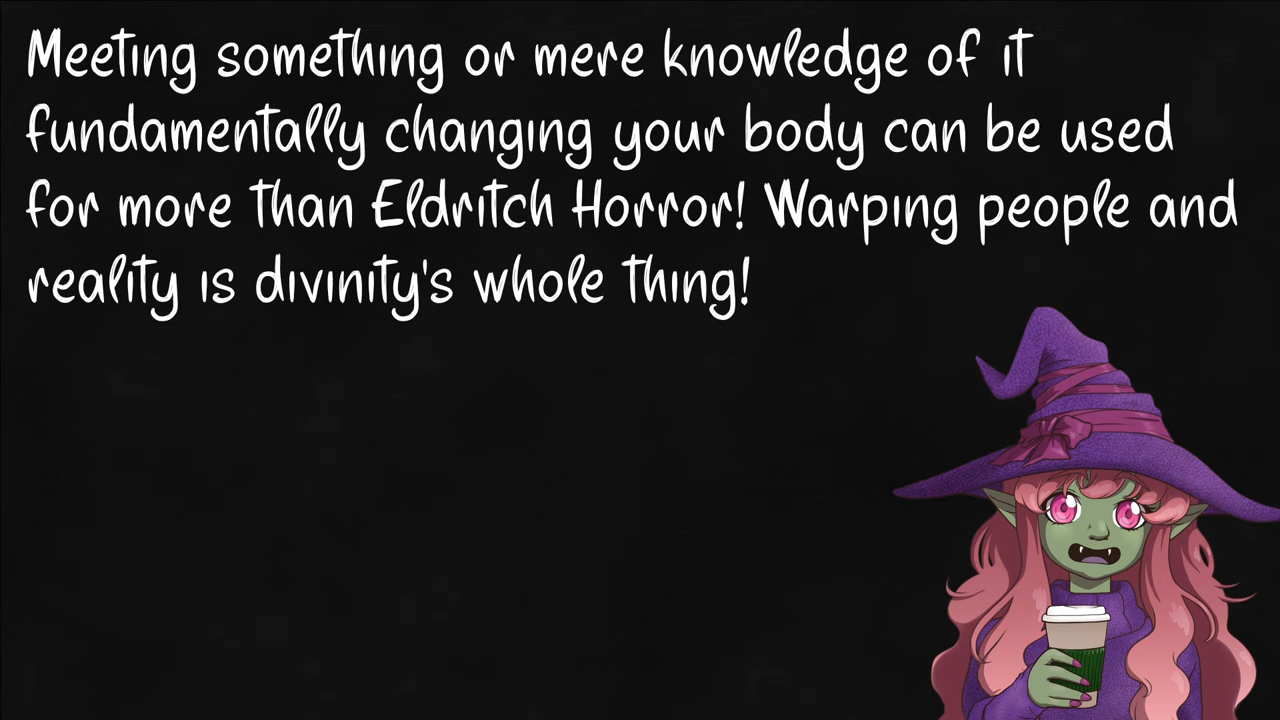 Meeting something or mere knowledge of it
fundamentally changing your body can be used
for more than Eldritch Horror! Warping people and
reality is divinity's whole thing!